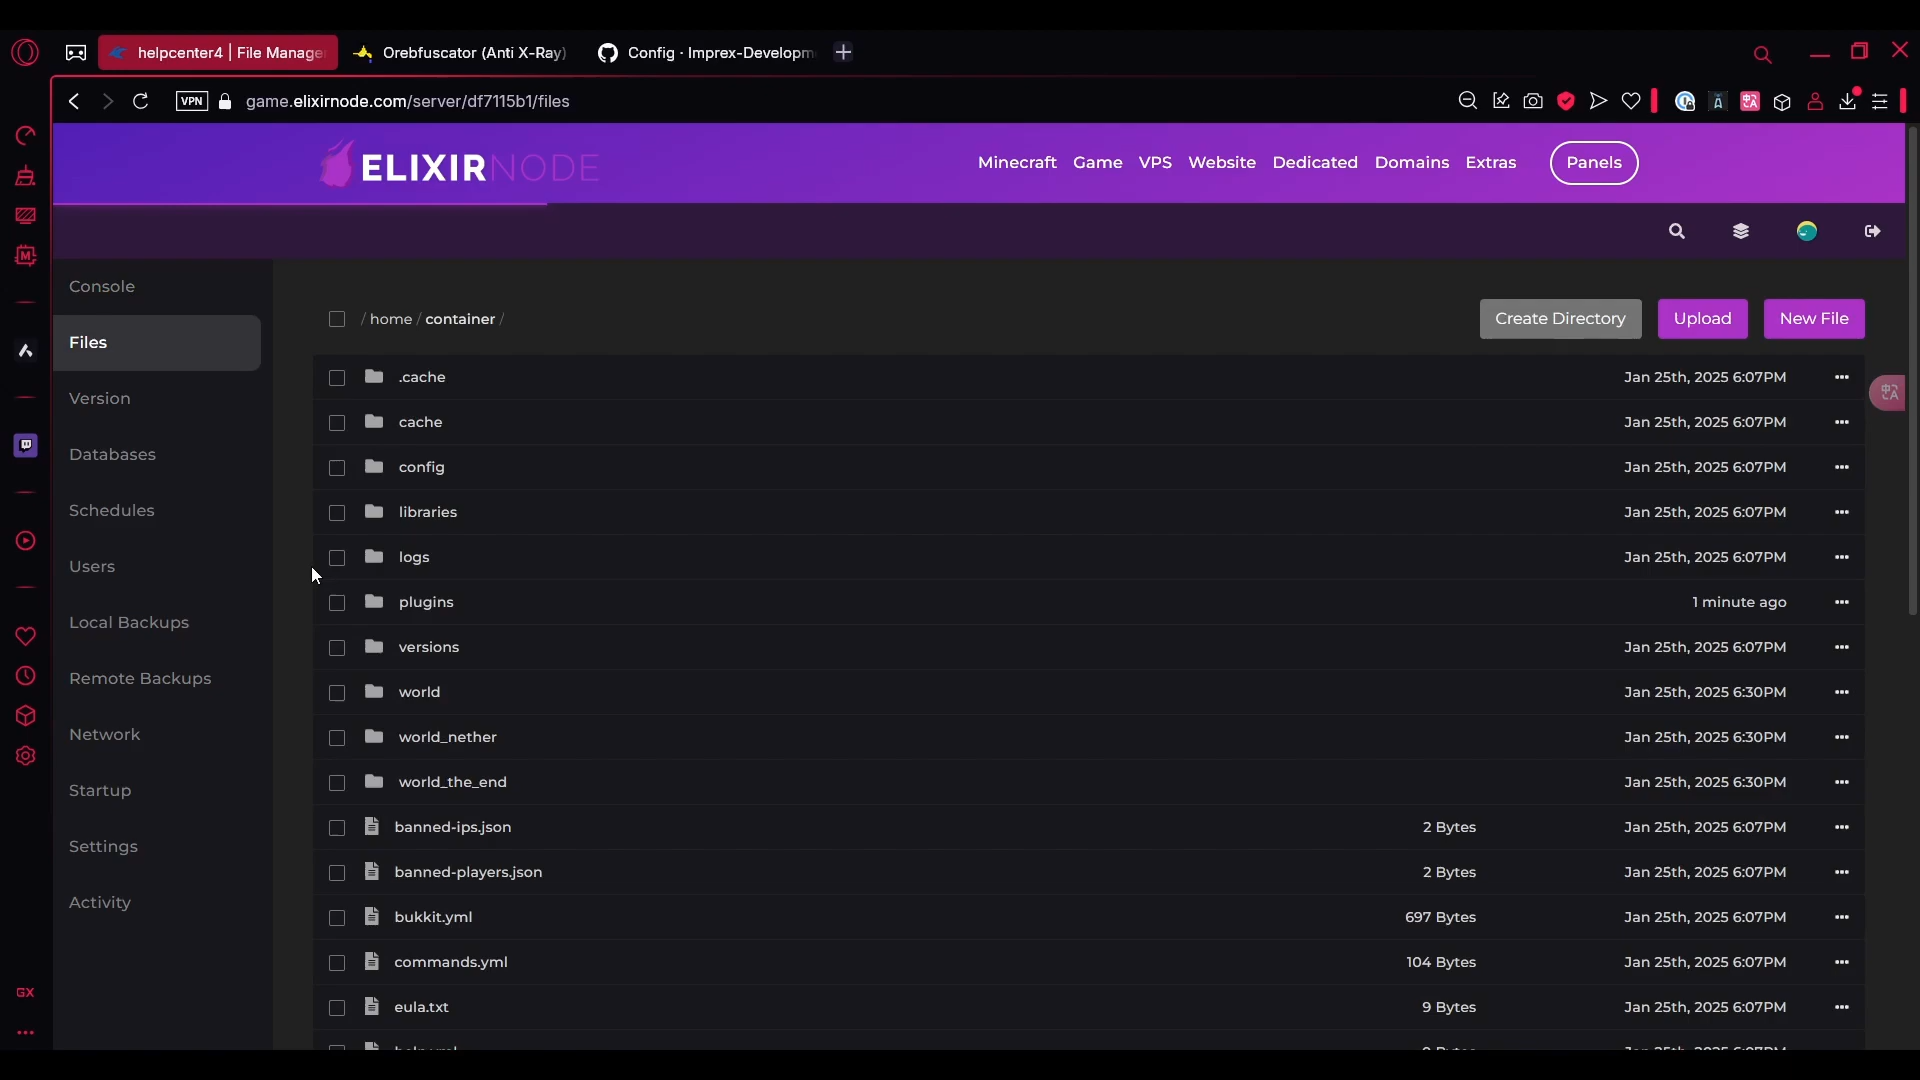 helpcenter4 | File Manage
Orebfuscator (Anti X-Ray)
Config · Imprex-Developm
VPN
game.elixirnode.com/server/df7115b1/files
ELIXIRNODE
Minecraft Game VPS Website Dedicated Domains Extras Panels
Console
Files
Version
Databases
Schedules
Users
Local Backups
Remote Backups
Network
Startup
Settings
Activity
GX
/ home / container /
Create Directory
Upload
New File
.cache Jan 25th, 2025 6:07PM
cache Jan 25th, 2025 6:07PM
config Jan 25th, 2025 6:07PM
libraries Jan 25th, 2025 6:07PM
logs Jan 25th, 2025 6:07PM
plugins 1 minute ago
versions Jan 25th, 2025 6:07PM
world Jan 25th, 2025 6:30PM
world_nether Jan 25th, 2025 6:30PM
world_the_end Jan 25th, 2025 6:30PM
banned-ips.json 2 Bytes Jan 25th, 2025 6:07PM
banned-players.json 2 Bytes Jan 25th, 2025 6:07PM
bukkit.yml 697 Bytes Jan 25th, 2025 6:07PM
commands.yml 104 Bytes Jan 25th, 2025 6:07PM
eula.txt 9 Bytes Jan 25th, 2025 6:07PM